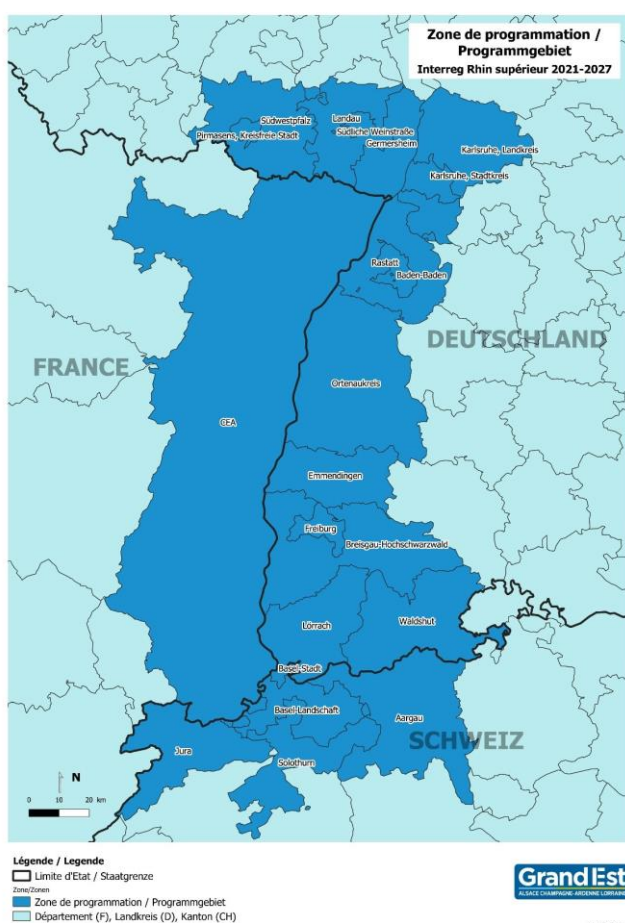 Zone de programmation /
Programmgebiet
Interreg Rhin supérieur 2021-2027
Südwestpfalz
Landau
Pirmasens, Kreisfreie Stadt
Südliche Weinstraße
Germersheim
Karlsruhe, Landkreis
Karlsruhe, Stadtkreis
Rastatt
Baden-Baden
DEUTSCHLAND
FRANCE
Ortenaukreis
CEA
Emmendingen
Freiburg
Breisgau-Hochschwarzwald
Lörrach
Waldshut
Basel-Stadt
Basel-Landschaft
Aargau
SCHWEIZ
Jura
Solothurn
N
0 10 20 km
Légende / Legende
Limite d'Etat / Staatgrenze
Zone/Zonen
Zone de programmation / Programmgebiet
Département (F), Landkreis (D), Kanton (CH)
Grand Est
ALSACE CHAMPAGNE-ARDENNE LORRAINE